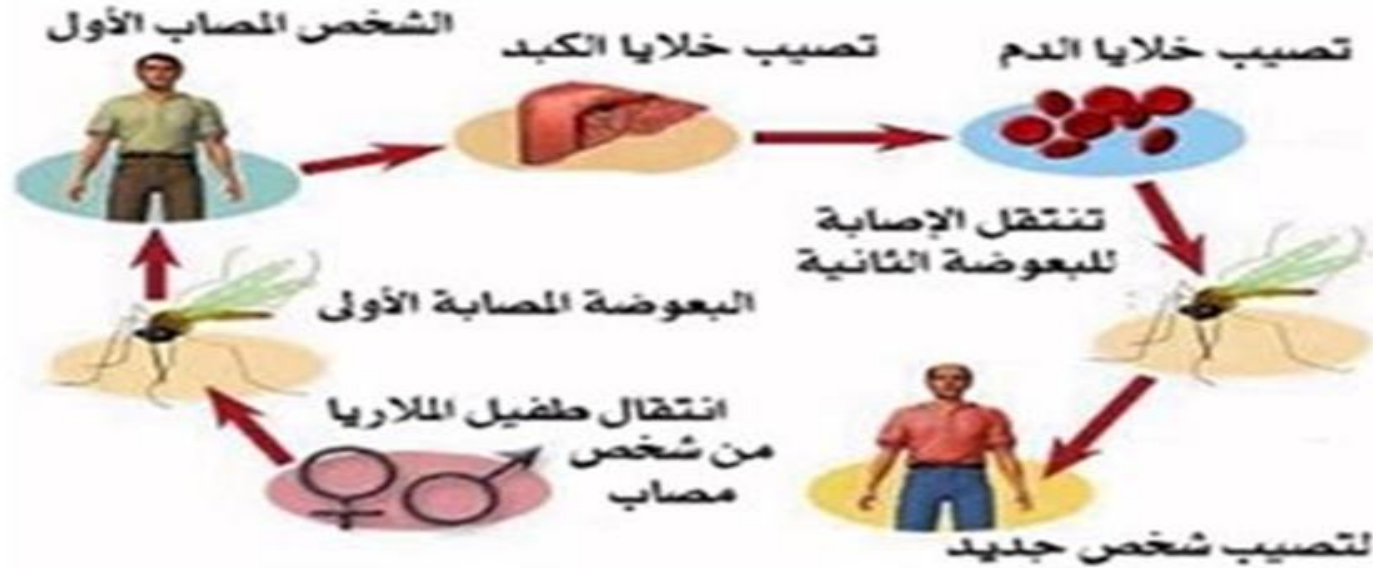 الشخص المصاب الأول
تصيب خلايا الكبد
تصيب خلايا الدم
تنتقل الإصابة
للبعوضة الثانية
لتصيب شخص جديد
انتقال طفيل الملاريا
من شخص
مصاب
البعوضة المصابة الأولى